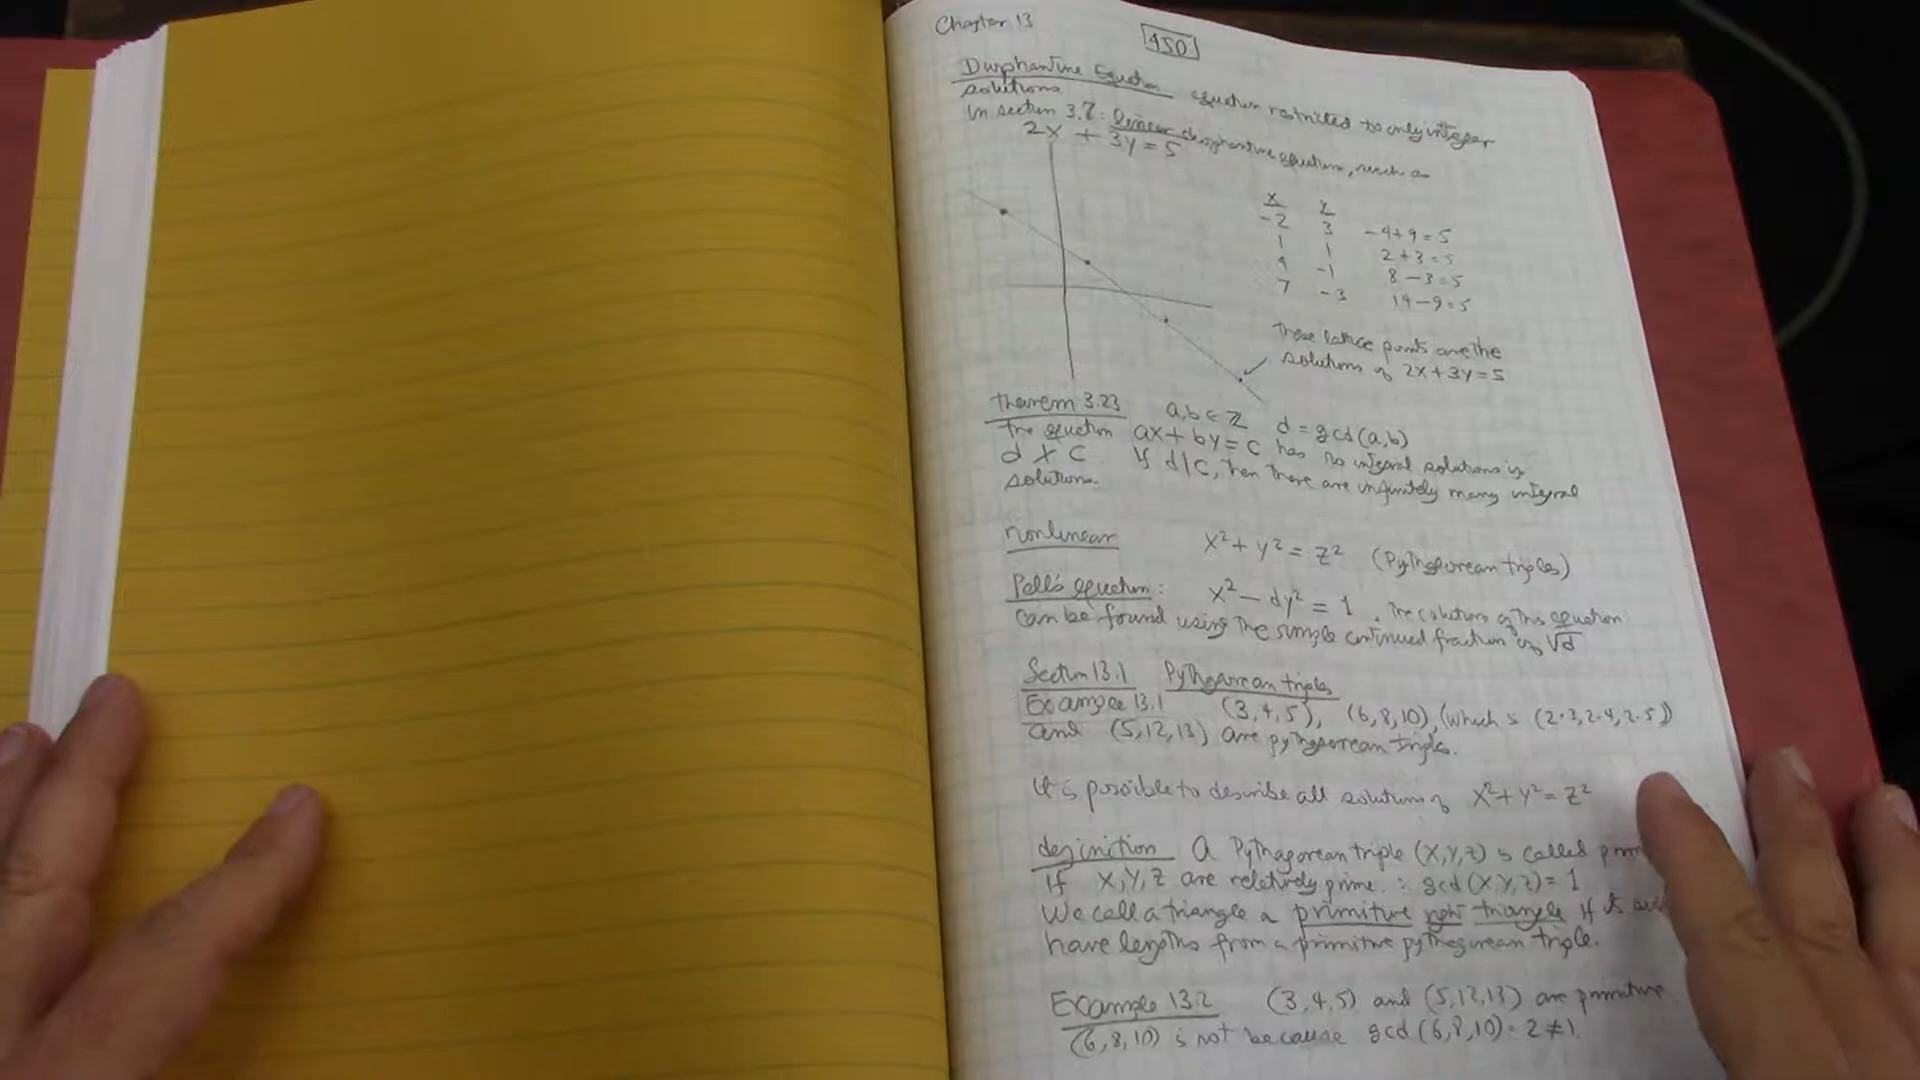 Chapter 13
450
Diophantine Equation equation restricted to only integer
solutions
In section 3.7: linear diophantine equation, such as
2x + 3y = 5
x y
-2 3 -4+9=5
1 1 2+3=5
4 -1 8-3=5
7 -3 14-9=5
These lattice points are the
solutions of 2x+3y=5
Theorem 3.23 a,b ∈ ℤ d = gcd(a,b)
The equation ax+by=c has no integral solutions if
d ∤ c If d|c, then there are infinitely many integral
solutions.
nonlinear x²+y²=z² (Pythagorean triples)
Pell's equation: x²-dy²=1. The solutions of this equation
can be found using the simple continued fraction of √d
Section 13.1 Pythagorean triples
Example 13.1 (3,4,5), (6,8,10), (which is (2·3,2·4,2·5))
and (5,12,13) are pythagorean triples.
It is possible to describe all solutions of x²+y²=z²
definition A Pythagorean triple (x,y,z) is called prim
if x,y,z are relatively prime. : gcd(x,y,z)=1
We call a triangle a primitive right triangle if its
have lengths from a primitive pythagorean triple.
Example 13.2 (3,4,5) and (5,12,13) are primitive
(6,8,10) is not because gcd(6,8,10)=2≠1